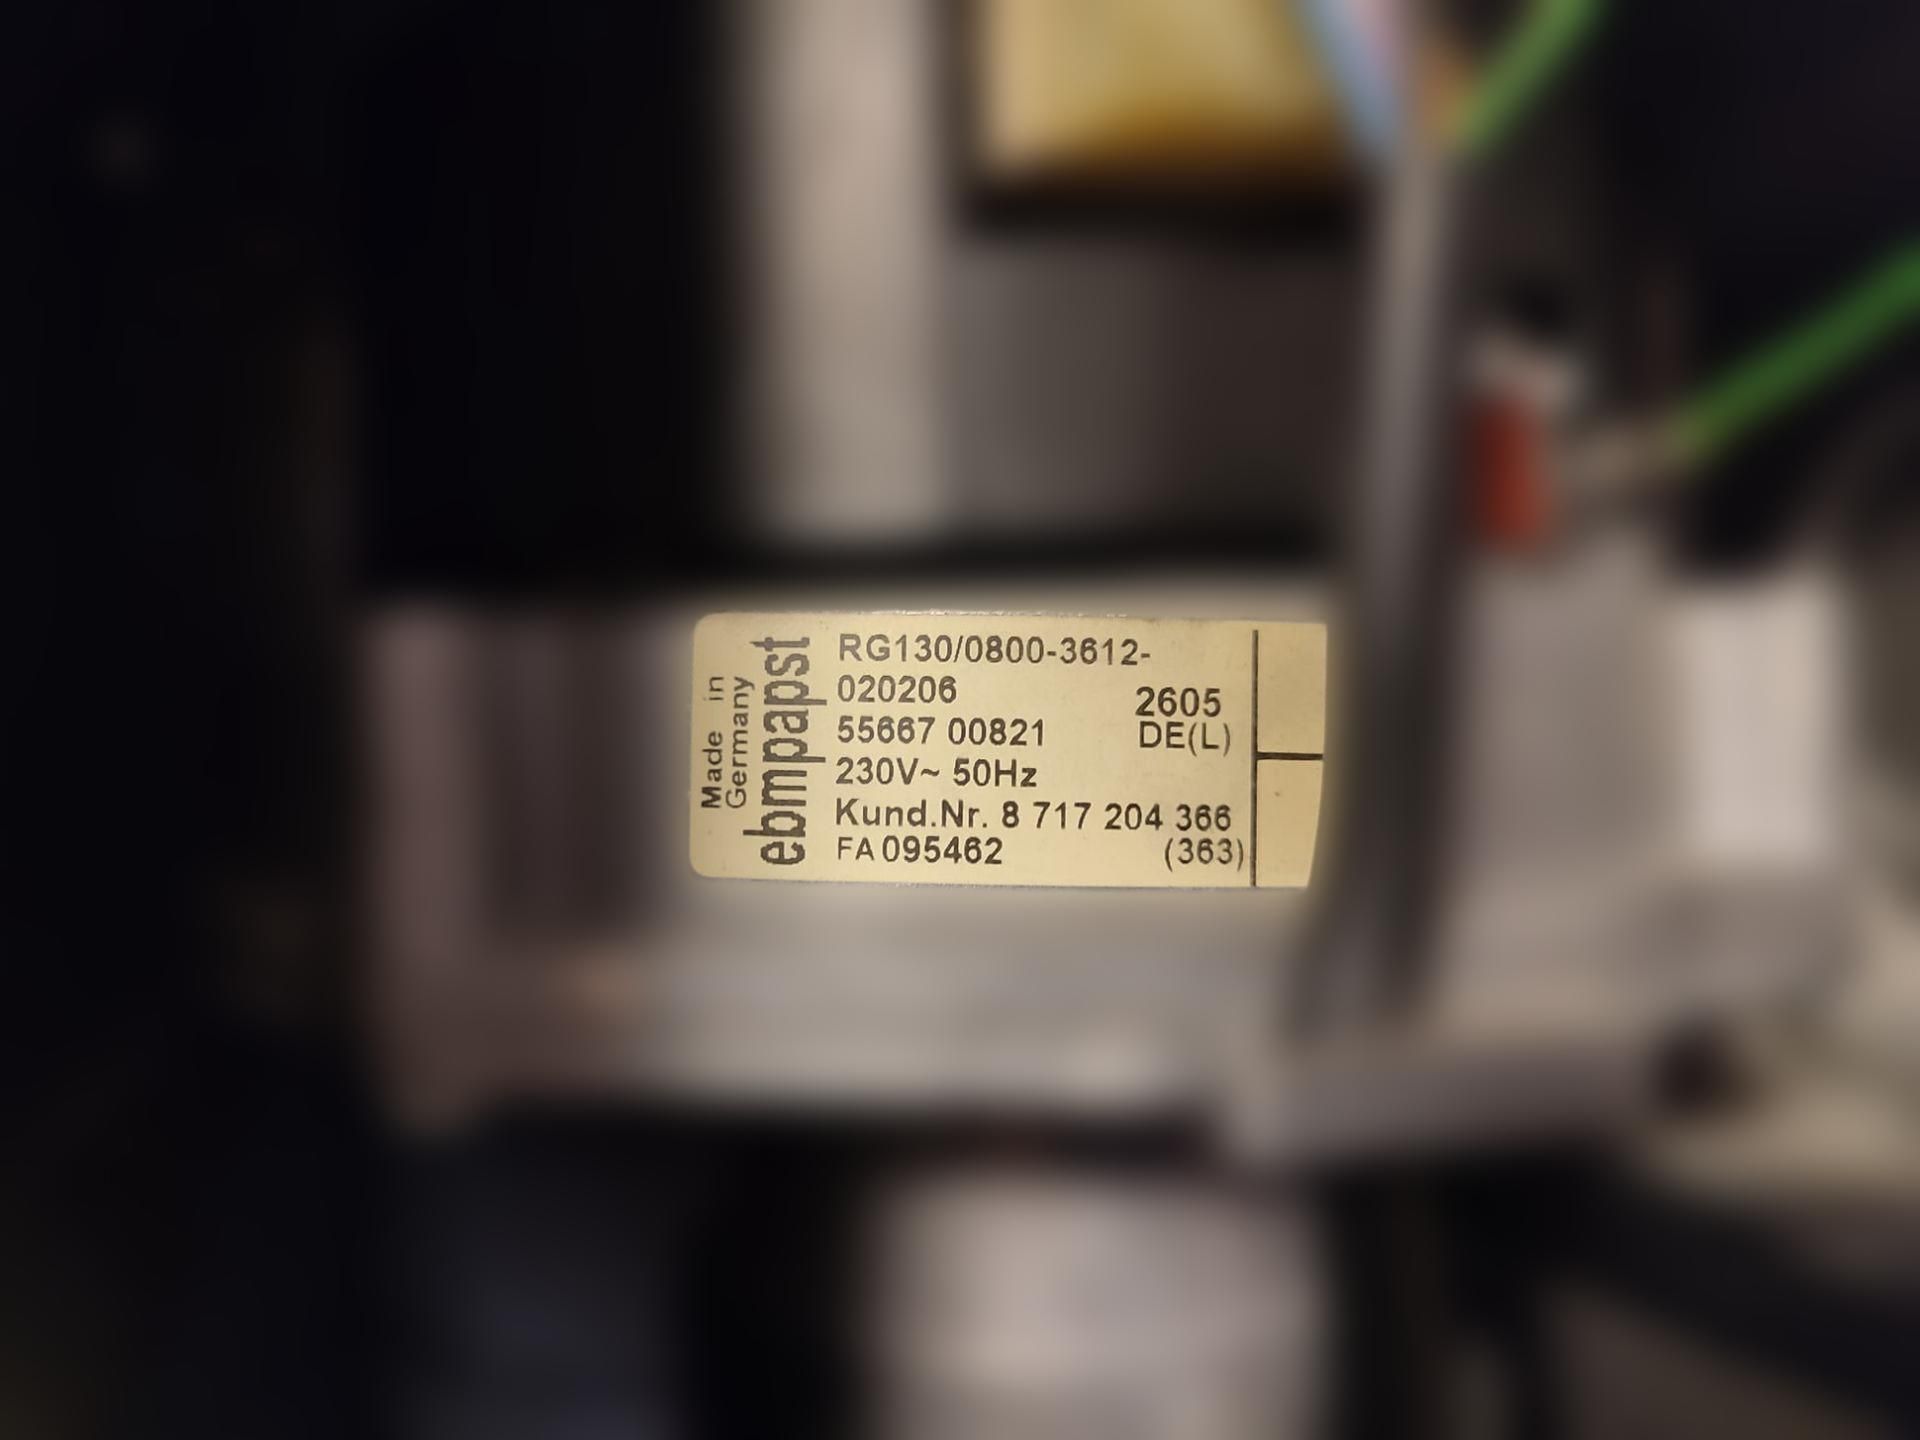 Made in
Germany
ebmpapst
RG130/0800-3612-
020206
2605
55667 00821
DE(L)
230V~ 50Hz
Kund.Nr. 8 717 204 366
FA 095462
(363)